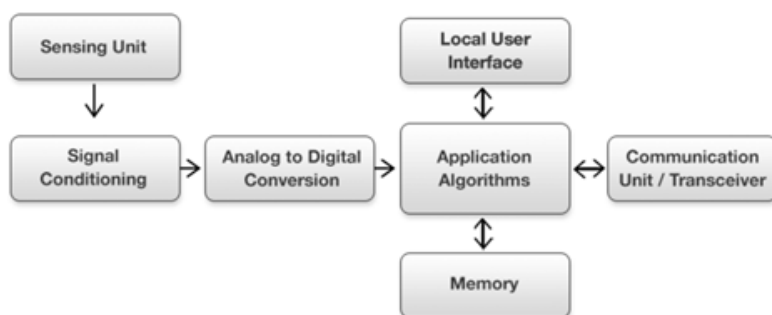 Sensing Unit
Local User
Interface
Signal
Conditioning
Analog to Digital
Conversion
Application
Algorithms
Communication
Unit / Transceiver
Memory